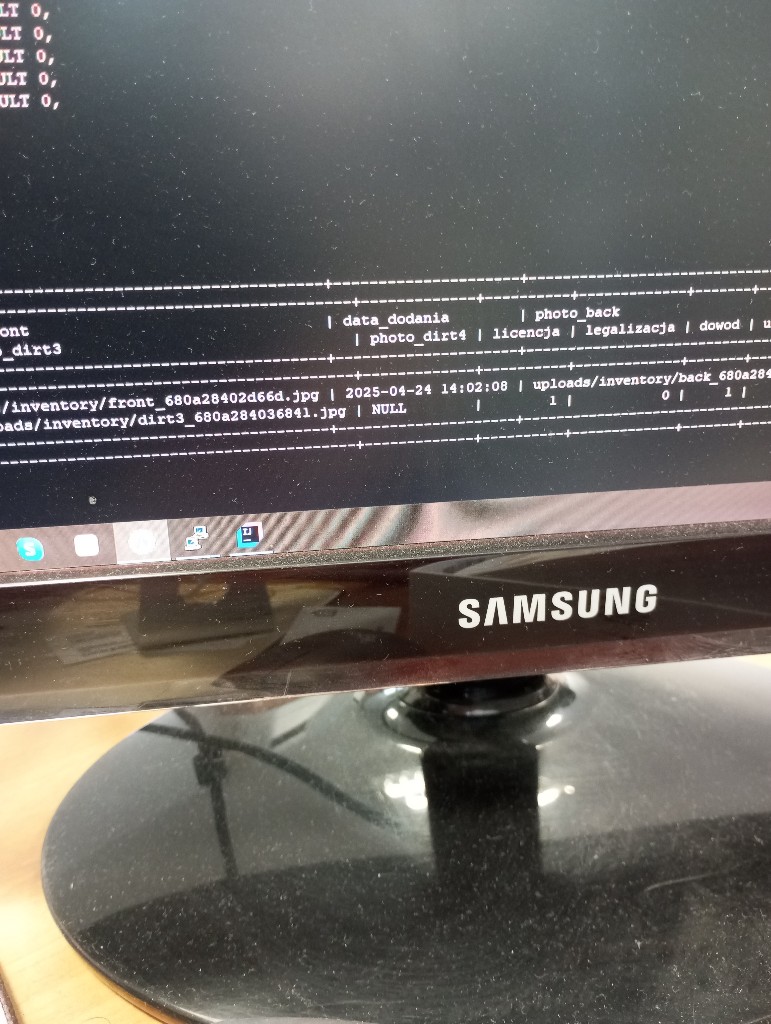 LT 0,
LT 0,
ULT 0,
ULT 0,
ULT 0,
ont | data_dodania | photo_back
_dirt3 | photo_dirt4 | licencja | legalizacja | dowod | u
/inventory/front_680a28402d66d.jpg | 2025-04-24 14:02:08 | uploads/inventory/back_680a284
oads/inventory/dirt3_680a284036841.jpg | NULL | 1 | 0 | 1 |
S
IJ
SAMSUNG